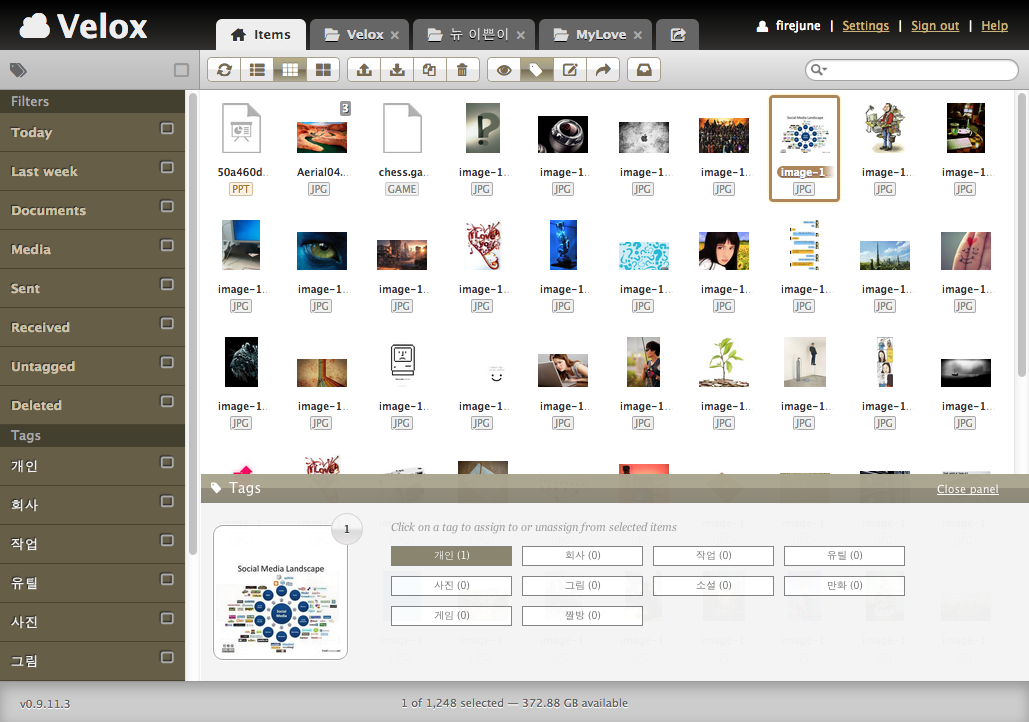 Velox
Items
Velox
뉴 이쁜이
MyLove
firejune | Settings | Sign out | Help
Filters
Today
Last week
Documents
Media
Sent
Received
Untagged
Deleted
Tags
개인
회사
작업
유틸
사진
그림
3
50a460d.. Aerial04.. chess.ga.. image-1.. image-1.. image-1.. image-1.. image-1.. image-1.. image-1..
PPT JPG GAME JPG JPG JPG JPG JPG JPG JPG
image-1.. image-1.. image-1.. image-1.. image-1.. image-1.. image-1.. image-1.. image-1.. image-1..
JPG JPG JPG JPG JPG JPG JPG JPG JPG JPG
image-1.. image-1.. image-1.. image-1.. image-1.. image-1.. image-1.. image-1.. image-1.. image-1..
JPG JPG JPG JPG JPG JPG JPG JPG JPG JPG
Tags
Close panel
1
Social Media Landscape
Social Media
Click on a tag to assign to or unassign from selected items
개인 (1) 회사 (0) 작업 (0) 유틸 (0)
사진 (0) 그림 (0) 소설 (0) 만화 (0)
게임 (0) 짤방 (0)
v0.9.11.3
1 of 1,248 selected — 372.88 GB available